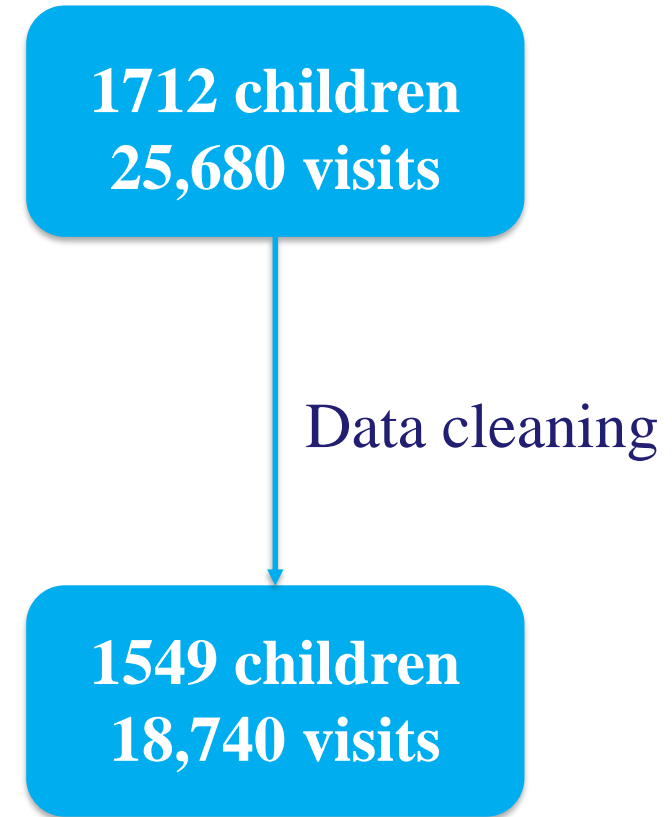 1712 children
25,680 visits
Data cleaning
1549 children
18,740 visits